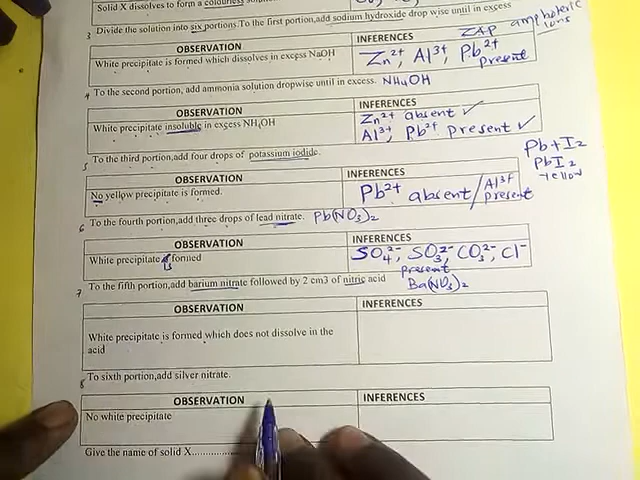 Solid X dissolves to form a colourless
3 Divide the solution into six portions.To the first portion,add sodium hydroxide drop wise until in excess
ZAP amphoteric ions
OBSERVATION INFERENCES
White precipitate is formed which dissolves in excess NaOH Zn2+, Al3+, Pb2+ present
4 To the second portion, add ammonia solution dropwise until in excess. NH4OH
OBSERVATION INFERENCES
White precipitate insoluble in excess NH4OH Zn2+ absent ✓
Al3+, Pb2+ present ✓
5 To the third portion,add four drops of potassium iodide.
Pb + I2
PbI2
Yellow
OBSERVATION INFERENCES
No yellow precipitate is formed. Pb2+ absent/Al3+ present
6 To the fourth portion,add three drops of lead nitrate. Pb(NO3)2
OBSERVATION INFERENCES
White precipitate is formed SO4 2-, SO3 2-, CO3 2-, Cl-
present
7 To the fifth portion,add barium nitrate followed by 2 cm3 of nitric acid Ba(NO3)2
OBSERVATION INFERENCES
White precipitate is formed which does not dissolve in the
acid
8 To sixth portion,add silver nitrate.
OBSERVATION INFERENCES
No white precipitate
Give the name of solid X..............